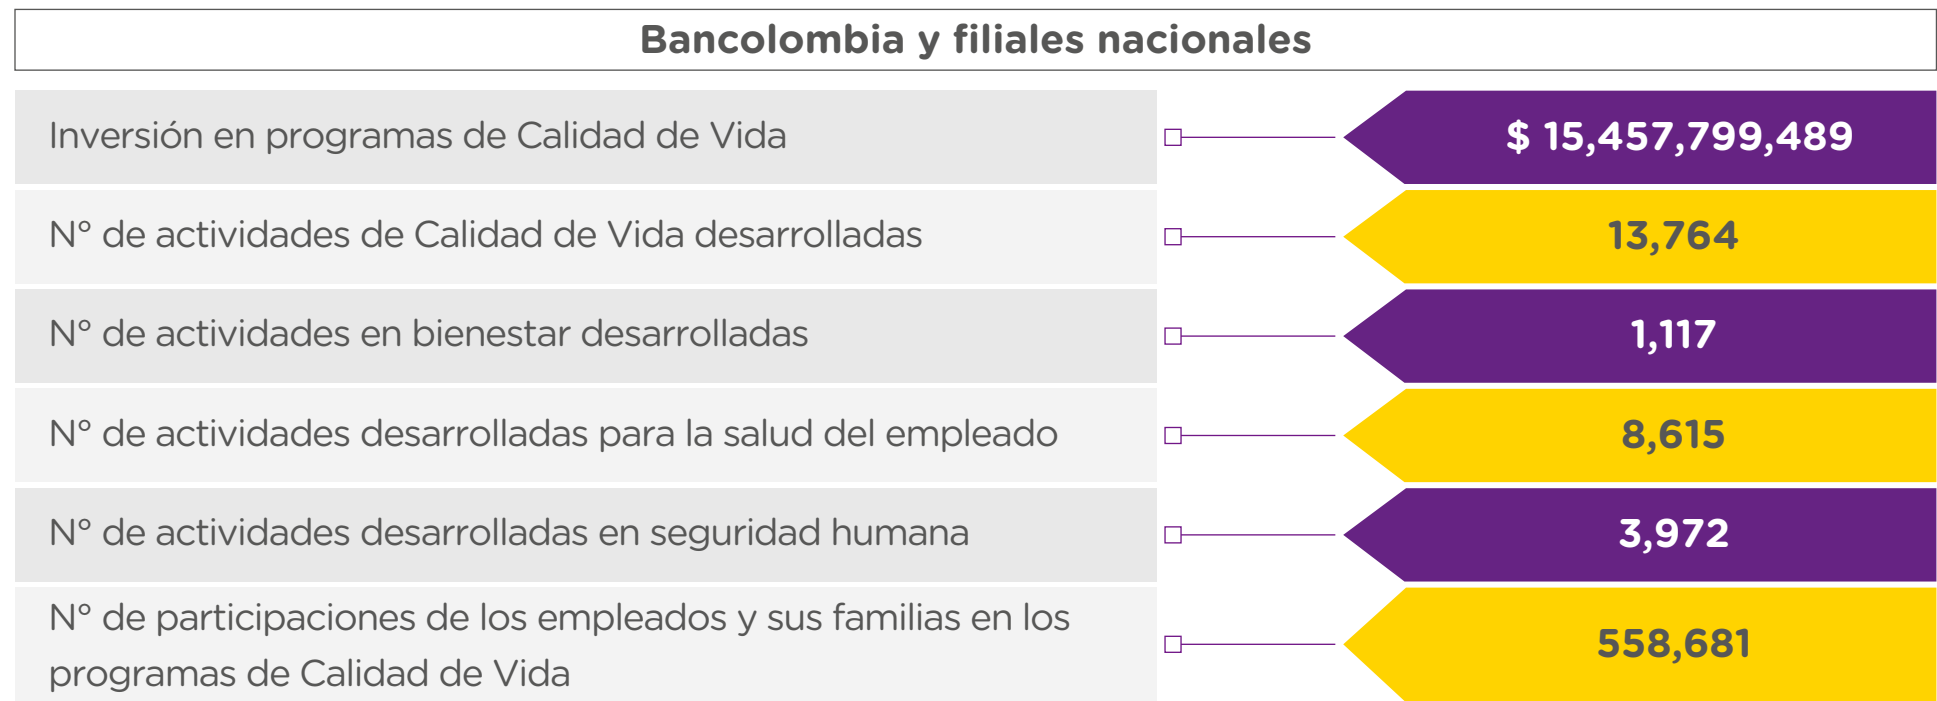 Bancolombia y filiales nacionales
Inversión en programas de Calidad de Vida
$ 15,457,799,489
N° de actividades de Calidad de Vida desarrolladas
13,764
N° de actividades en bienestar desarrolladas
1,117
N° de actividades desarrolladas para la salud del empleado
8,615
N° de actividades desarrolladas en seguridad humana
3,972
N° de participaciones de los empleados y sus familias en los
programas de Calidad de Vida
558,681